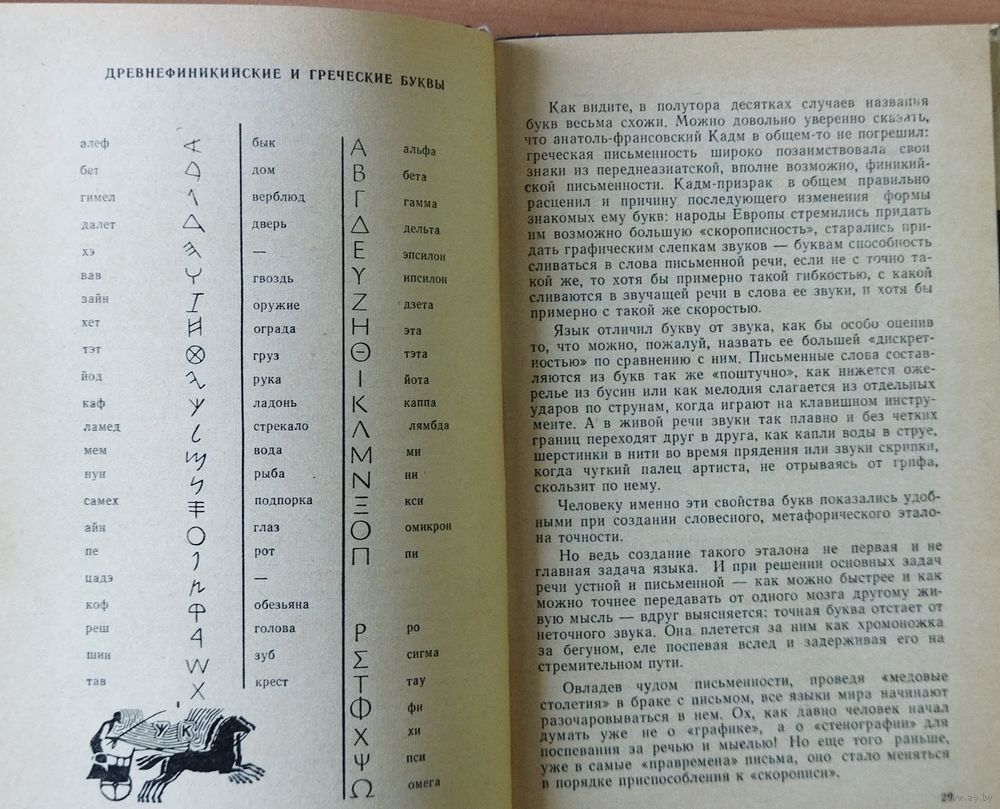 ДРЕВНЕФИНИКИЙСКИЕ И ГРЕЧЕСКИЕ БУКВЫ
алеф бык Α альфа
бет дом Β бета
гимел верблюд Γ гамма
далет дверь Δ дельта
хэ — Ε эпсилон
вав гвоздь Υ ипсилон
зайн оружие Ζ дзета
хет ограда Η эта
тэт груз Θ тэта
йод рука Ι йота
каф ладонь Κ каппа
ламед стрекало Λ лямбда
мем вода Μ ми
нун рыба Ν ни
самех подпорка Ξ кси
айн глаз Ο омикрон
пе рот Π пи
цадэ —
коф обезьяна
реш голова Ρ ро
шин зуб Σ сигма
тав крест Τ тау
Φ фи
Χ хи
Ψ пси
Ω омега
Как видите, в полутора десятках случаев названия
букв весьма схожи. Можно довольно уверенно сказать,
что анатоль-франсовский Кадм в общем-то не погрешил:
греческая письменность широко позаимствовала свои
знаки из переднеазиатской, вполне возможно, финикий-
ской письменности. Кадм-призрак в общем правильно
расценил и причину последующего изменения формы
знакомых ему букв: народы Европы стремились придать
им возможно большую «скорописность», старались при-
дать графическим слепкам звуков — буквам способность
сливаться в слова письменной речи, если не с точно та-
кой же, то хотя бы примерно такой гибкостью, с какой
сливаются в звучащей речи в слова ее звуки, и хотя бы
примерно с такой же скоростью.
Язык отличил букву от звука, как бы особо оценив
то, что можно, пожалуй, назвать ее большей «дискрет-
ностью» по сравнению с ним. Письменные слова состав-
ляются из букв так же «поштучно», как нижется оже-
релье из бусин или как мелодия слагается из отдельных
ударов по струнам, когда играют на клавишном инстру-
менте. А в живой речи звуки так плавно и без четких
границ переходят друг в друга, как капли воды в струе,
шерстинки в нити во время прядения или звуки скрипки,
когда чуткий палец артиста, не отрываясь от грифа,
скользит по нему.
Человеку именно эти свойства букв показались удоб-
ными при создании словесного, метафорического этало-
на точности.
Но ведь создание такого эталона не первая и не
главная задача языка. И при решении основных задач
речи устной и письменной — как можно быстрее и как
можно точнее передавать от одного мозга другому жи-
вую мысль — вдруг выясняется: точная буква отстает от
неточного звука. Она плетется за ним как хромоножка
за бегуном, еле поспевая вслед и задерживая его на
стремительном пути.
Овладев чудом письменности, проведя «медовые
столетия» в браке с письмом, все языки мира начинают
разочаровываться в нем. Ох, как давно человек начал
думать уже не о «графике», а о «стенографии» для
поспевания за речью и мыслью! Но еще того раньше,
уже в самые «правремена» письма, оно стало меняться
в порядке приспособления к «скорописи».
29
www.ay.by